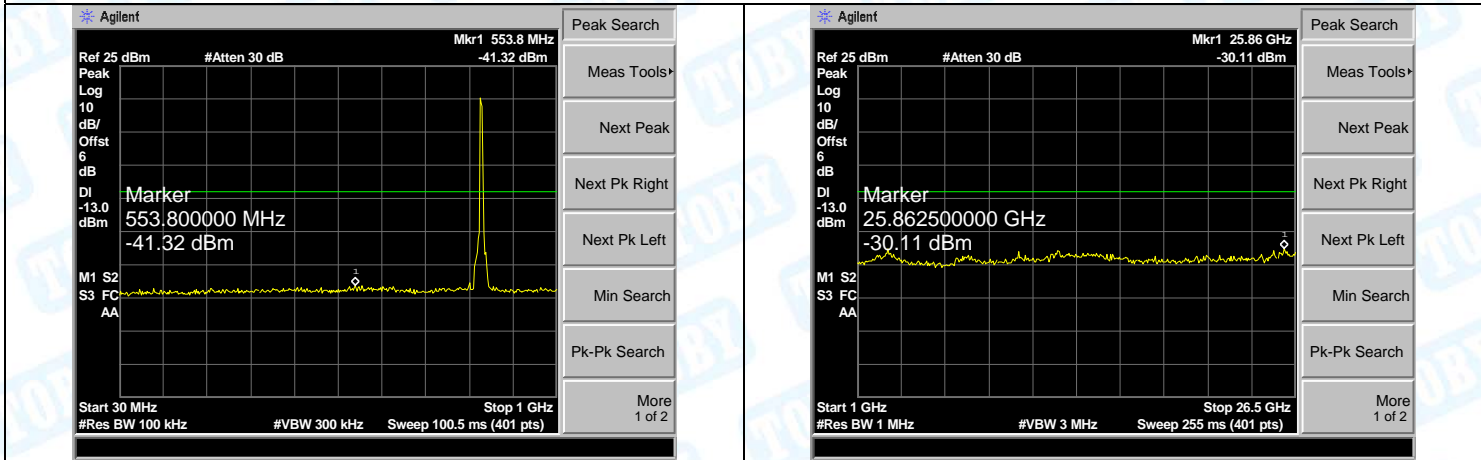 Agilent
Peak Search
Mkr1 553.8 MHz
Ref 25 dBm #Atten 30 dB -41.32 dBm
Peak
Log
10
dB/
Offst
6
dB
DI
-13.0
dBm
Marker
553.800000 MHz
-41.32 dBm
1
M1 S2
S3 FC
AA
Start 30 MHz Stop 1 GHz
#Res BW 100 kHz #VBW 300 kHz Sweep 100.5 ms (401 pts)
Meas Tools
Next Peak
Next Pk Right
Next Pk Left
Min Search
Pk-Pk Search
More
1 of 2
Agilent
Peak Search
Mkr1 25.86 GHz
Ref 25 dBm #Atten 30 dB -30.11 dBm
Peak
Log
10
dB/
Offst
6
dB
DI
-13.0
dBm
Marker
25.862500000 GHz
-30.11 dBm
1
M1 S2
S3 FC
AA
Start 1 GHz Stop 26.5 GHz
#Res BW 1 MHz #VBW 3 MHz Sweep 255 ms (401 pts)
Meas Tools
Next Peak
Next Pk Right
Next Pk Left
Min Search
Pk-Pk Search
More
1 of 2
TOBY